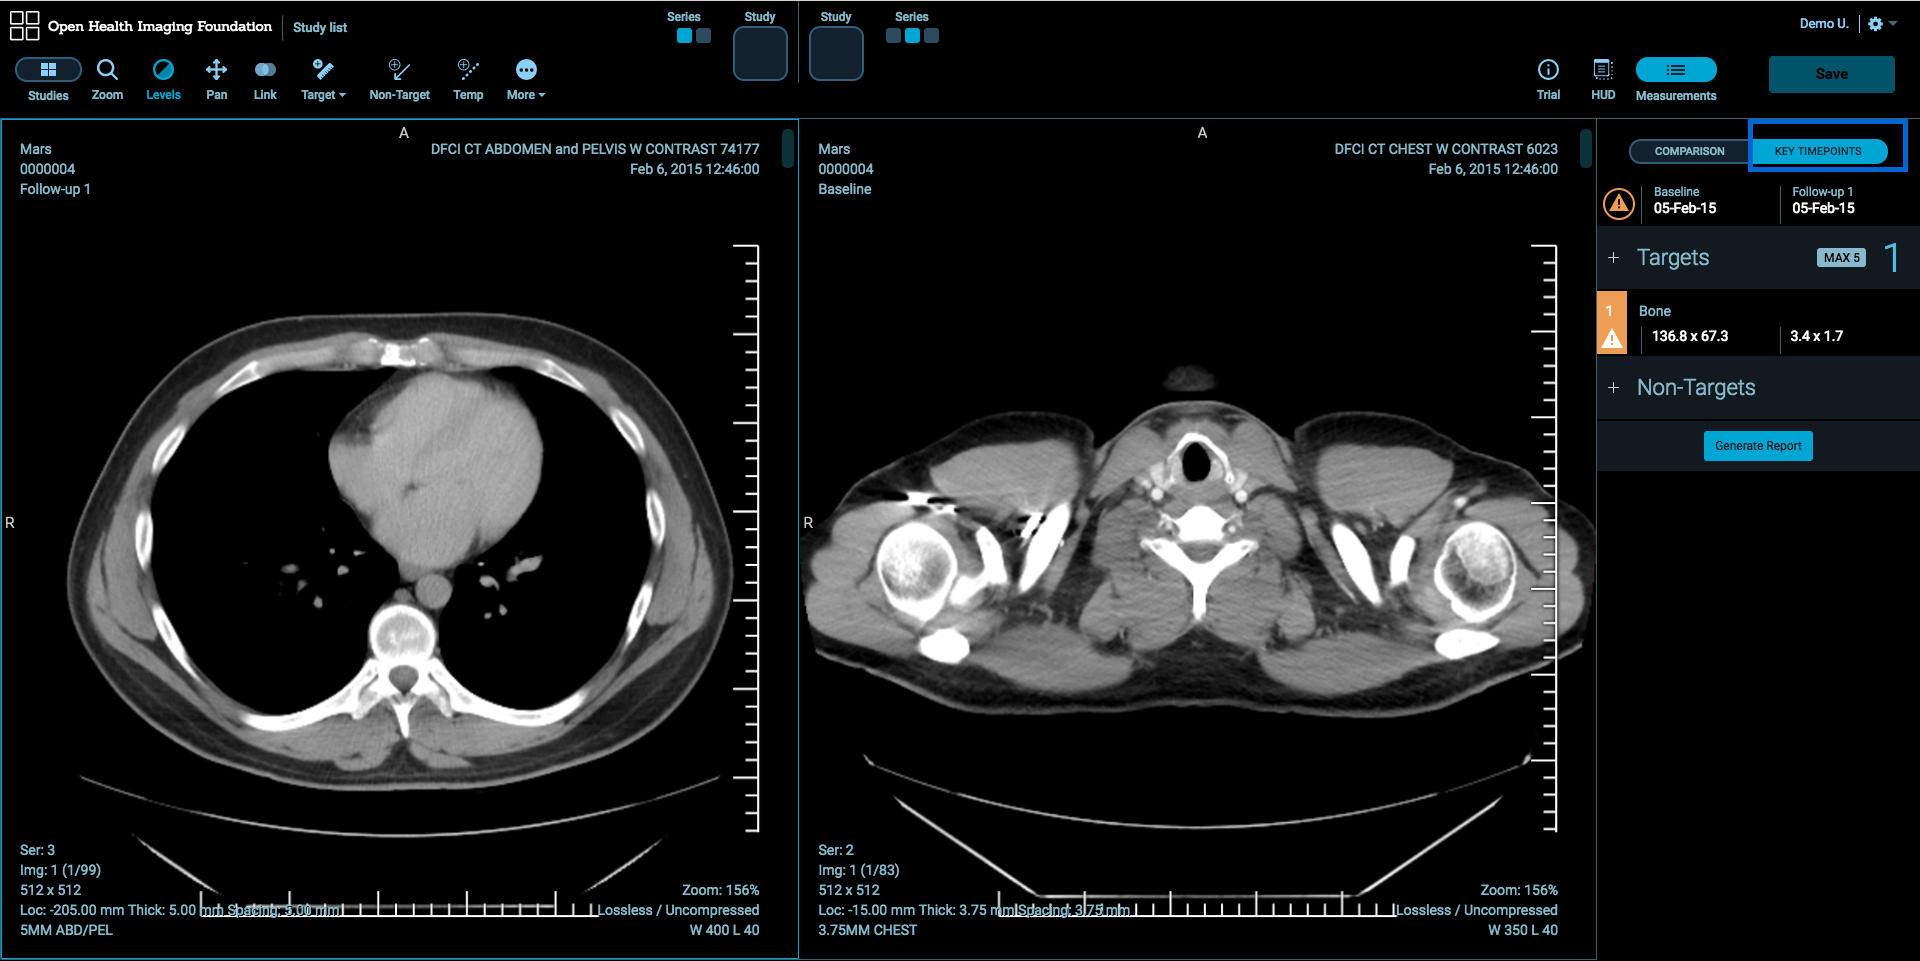 Open Health Imaging Foundation
Study list
Series
Study
Study
Series
Demo U.
Studies
Zoom
Levels
Pan
Link
Target
Non-Target
Temp
More
Trial
HUD
Measurements
Save
A
Mars
0000004
Follow-up 1
DFCI CT ABDOMEN and PELVIS W CONTRAST 74177
Feb 6, 2015 12:46:00
R
Ser: 3
Img: 1 (1/99)
512 x 512
Loc: -205.00 mm Thick: 5.00 mm Spacing: 5.00 mm
5MM ABD/PEL
Zoom: 156%
Lossless / Uncompressed
W 400 L 40
A
Mars
0000004
Baseline
DFCI CT CHEST W CONTRAST 6023
Feb 6, 2015 12:46:00
R
Ser: 2
Img: 1 (1/83)
512 x 512
Loc: -15.00 mm Thick: 3.75 mm Spacing: 3.75 mm
3.75MM CHEST
Zoom: 156%
Lossless / Uncompressed
W 350 L 40
COMPARISON
KEY TIMEPOINTS
Baseline
05-Feb-15
Follow-up 1
05-Feb-15
+ Targets MAX 5 1
1
Bone
136.8 x 67.3
3.4 x 1.7
+ Non-Targets
Generate Report